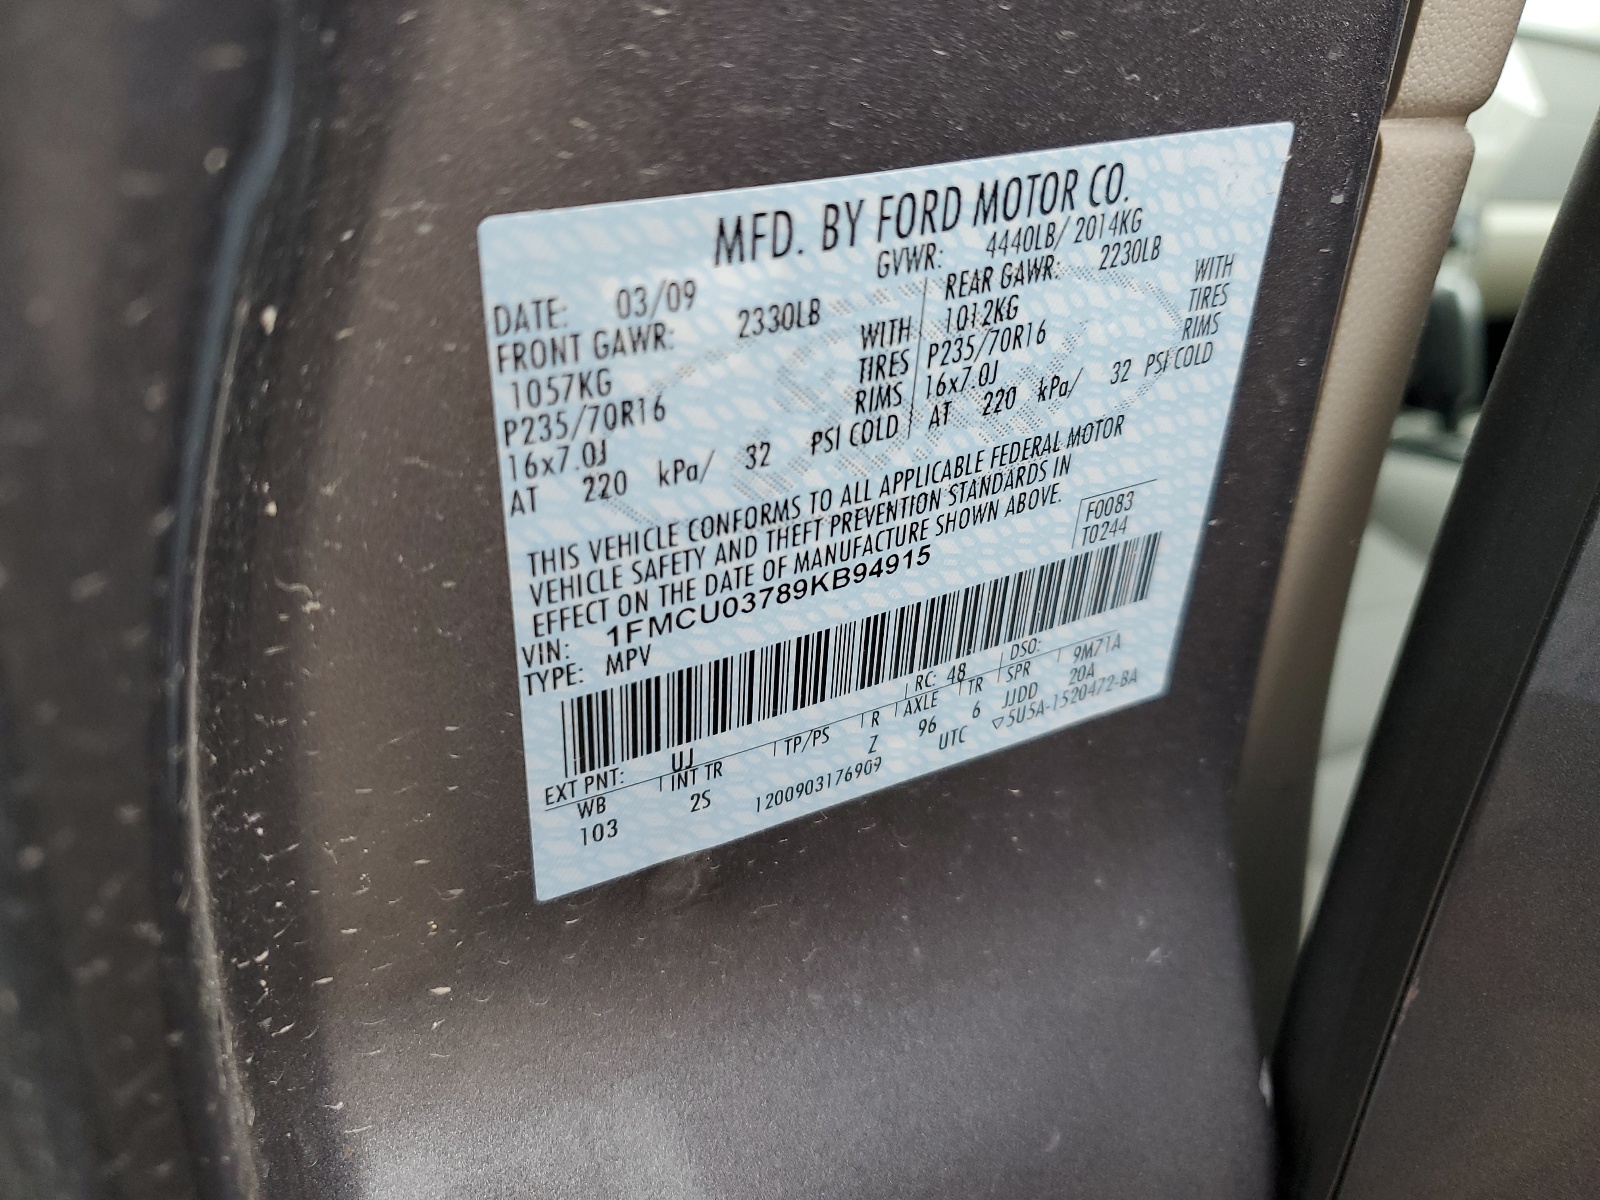 MFD. BY FORD MOTOR CO.
DATE: 03/09 GVWR: 4440LB/ 2014KG
FRONT GAWR: 2330LB REAR GAWR: 2230LB
1057KG WITH 1012KG WITH
P235/70R16 TIRES P235/70R16 TIRES
16x7.0J RIMS 16x7.0J RIMS
AT 220 kPa/ 32 PSI COLD AT 220 kPa/ 32 PSI COLD
THIS VEHICLE CONFORMS TO ALL APPLICABLE FEDERAL MOTOR
VEHICLE SAFETY AND THEFT PREVENTION STANDARDS IN
EFFECT ON THE DATE OF MANUFACTURE SHOWN ABOVE.
F0083
T0244
VIN: 1FMCU03789KB94915
TYPE: MPV
EXT PNT: UJ RC: 48 DSO:
WB INT TR TP/PS R AXLE TR SPR 9M71A
103 2S Z 96 6 JJDD 20A
1200903176909 UTC ▽5U5A-1520472-BA